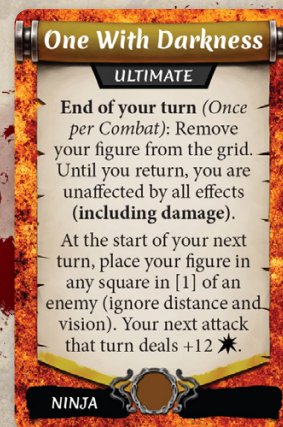 One With Darkness
ULTIMATE
End of your turn (Once
per Combat): Remove
your figure from the grid.
Until you return, you are
unaffected by all effects
(including damage).
At the start of your next
turn, place your figure in
any square in [1] of an
enemy (ignore distance and
vision). Your next attack
that turn deals +12
NINJA